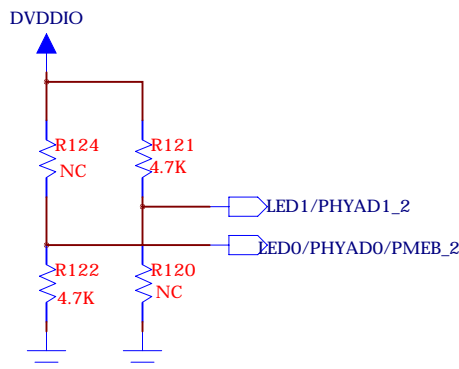 DVDDIO
R124
NC
R121
4.7K
LED1/PHYAD1_2
LED0/PHYAD0/PMEB_2
R122
4.7K
R120
NC